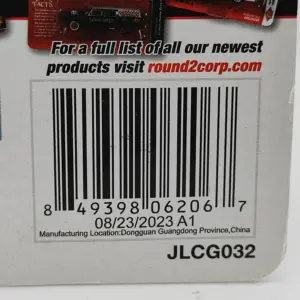 For a full list of all our newest
products visit round2corp.com
8 49398 06206 7
08/23/2023 A1
Manufacturing Location:Dongguan Guangdong Province,China
JLCG032